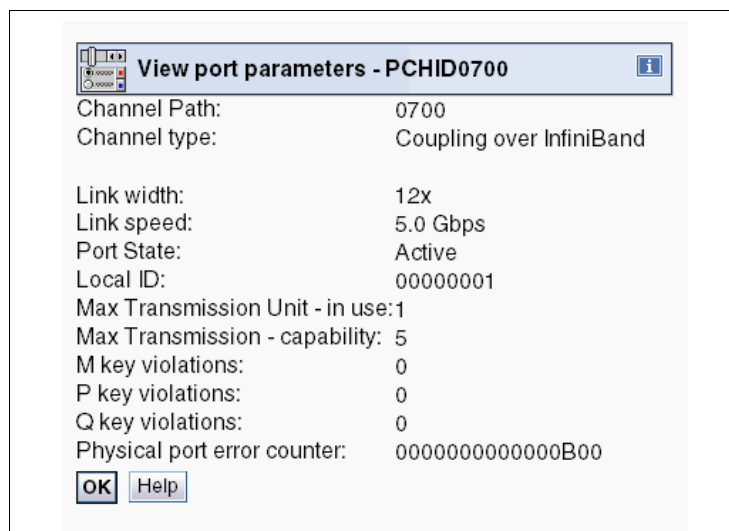 View port parameters - PCHID0700
i
Channel Path: 0700
Channel type: Coupling over InfiniBand
Link width: 12x
Link speed: 5.0 Gbps
Port State: Active
Local ID: 00000001
Max Transmission Unit - in use:1
Max Transmission - capability: 5
M key violations: 0
P key violations: 0
Q key violations: 0
Physical port error counter: 0000000000000B00
OK Help